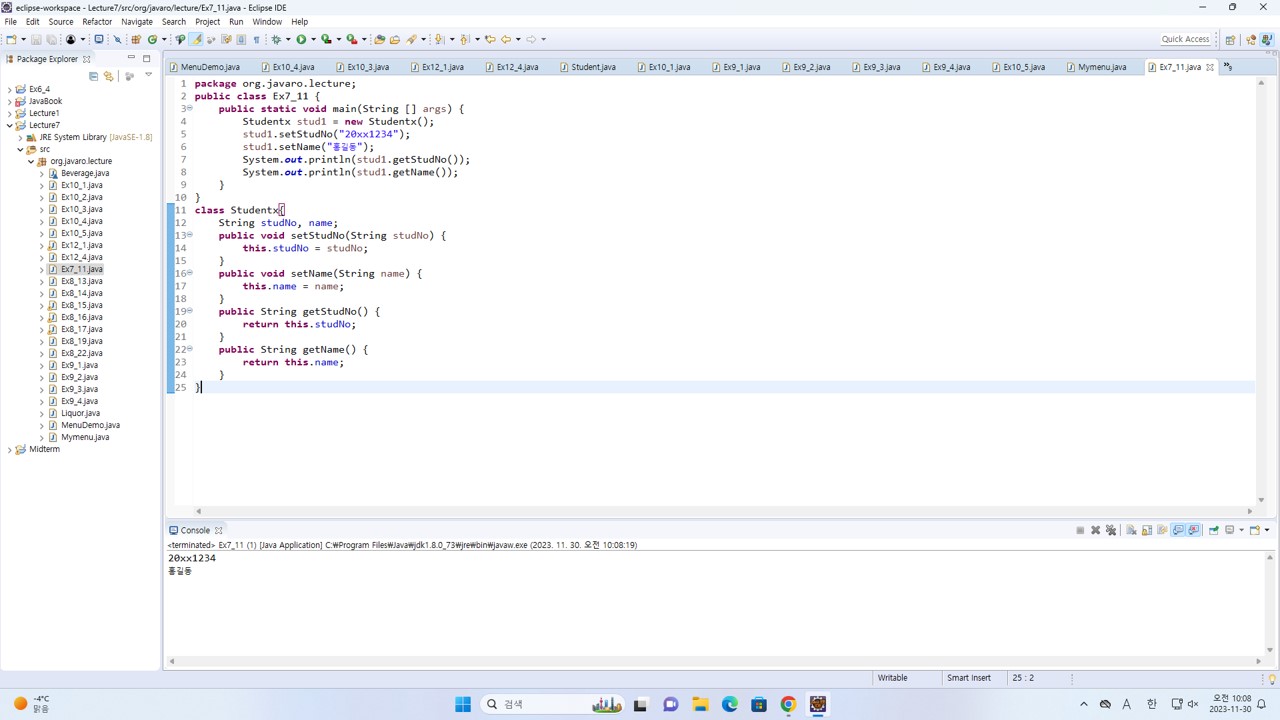 eclipse-workspace - Lecture7/src/org/javaro/lecture/Ex7_11.java - Eclipse IDE
File Edit Source Refactor Navigate Search Project Run Window Help
Quick Access
Package Explorer
Ex6_4
JavaBook
Lecture1
Lecture7
JRE System Library [JavaSE-1.8]
src
org.javaro.lecture
Beverage.java
Ex10_1.java
Ex10_2.java
Ex10_3.java
Ex10_4.java
Ex10_5.java
Ex12_1.java
Ex12_4.java
Ex7_11.java
Ex8_13.java
Ex8_14.java
Ex8_15.java
Ex8_16.java
Ex8_17.java
Ex8_19.java
Ex8_22.java
Ex9_1.java
Ex9_2.java
Ex9_3.java
Ex9_4.java
Liquor.java
MenuDemo.java
Mymenu.java
Midterm
MenuDemo.java Ex10_4.java Ex10_3.java Ex12_1.java Ex12_4.java Student.java Ex10_1.java Ex9_1.java Ex9_2.java Ex9_3.java Ex9_4.java Ex10_5.java Mymenu.java Ex7_11.java »9
1 package org.javaro.lecture;
2 public class Ex7_11 {
3 public static void main(String [] args) {
4 Studentx stud1 = new Studentx();
5 stud1.setStudNo("20xx1234");
6 stud1.setName("홍길동");
7 System.out.println(stud1.getStudNo());
8 System.out.println(stud1.getName());
9 }
10 }
11 class Studentx{
12 String studNo, name;
13 public void setStudNo(String studNo) {
14 this.studNo = studNo;
15 }
16 public void setName(String name) {
17 this.name = name;
18 }
19 public String getStudNo() {
20 return this.studNo;
21 }
22 public String getName() {
23 return this.name;
24 }
25 }
Console
<terminated> Ex7_11 (1) [Java Application] C:₩Program Files₩Java₩jdk1.8.0_73₩jre₩bin₩javaw.exe (2023. 11. 30. 오전 10:08:19)
20xx1234
홍길동
Writable Smart Insert 25 : 2
-4°C
맑음
검색
A 한
오전 10:08
2023-11-30